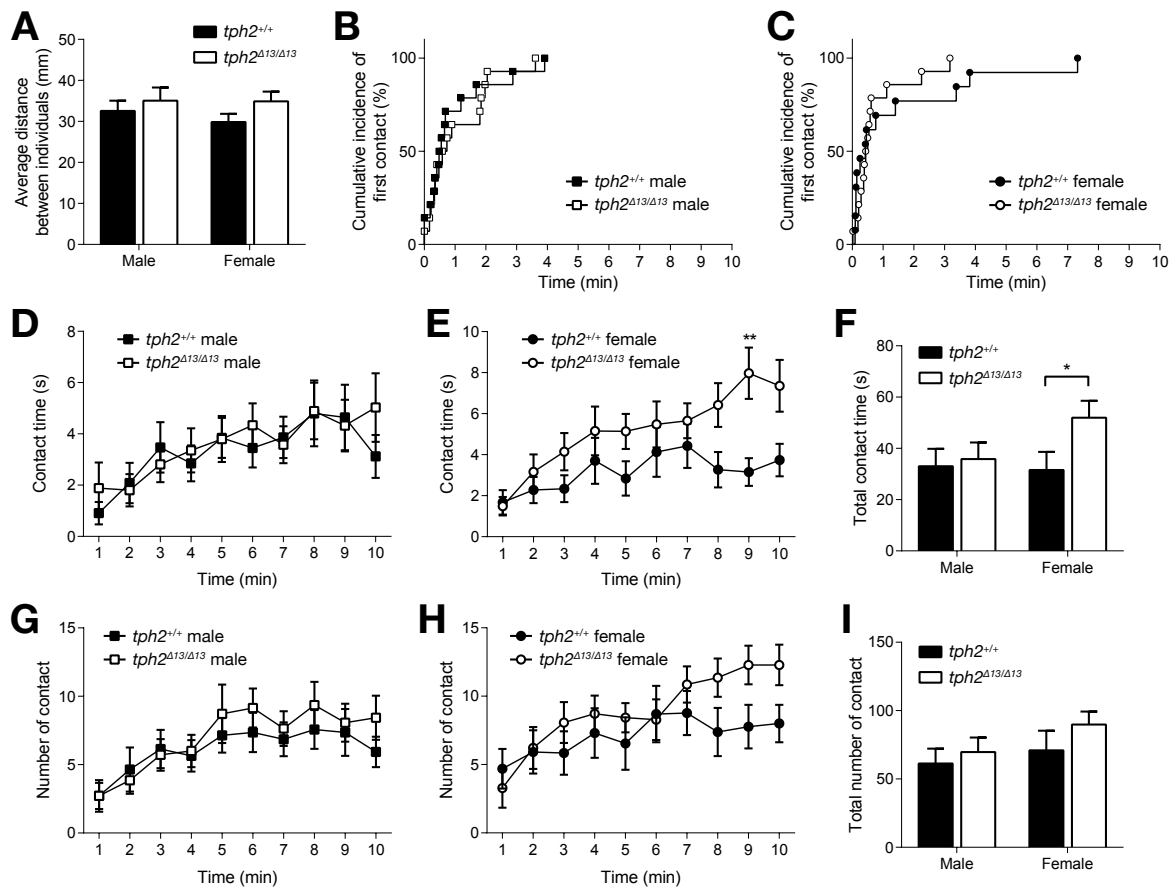 A
tph2+/+
tph2Δ13/Δ13
Average distance
between individuals (mm)
50
40
30
20
10
0
Male
Female
B
Cumulative incidence of
first contact (%)
100
50
0
tph2+/+ male
tph2Δ13/Δ13 male
0 1 2 3 4 5 6 7 8 9 10
Time (min)
C
Cumulative incidence of
first contact (%)
100
50
0
tph2+/+ female
tph2Δ13/Δ13 female
0 1 2 3 4 5 6 7 8 9 10
Time (min)
D
tph2+/+ male
tph2Δ13/Δ13 male
Contact time (s)
8
6
4
2
0
1 2 3 4 5 6 7 8 9 10
Time (min)
E
tph2+/+ female
tph2Δ13/Δ13 female
**
Contact time (s)
10
8
6
4
2
0
1 2 3 4 5 6 7 8 9 10
Time (min)
F
tph2+/+
tph2Δ13/Δ13
*
Total contact time (s)
80
60
40
20
0
Male
Female
G
tph2+/+ male
tph2Δ13/Δ13 male
Number of contact
15
10
5
0
1 2 3 4 5 6 7 8 9 10
Time (min)
H
tph2+/+ female
tph2Δ13/Δ13 female
Number of contact
15
10
5
0
1 2 3 4 5 6 7 8 9 10
Time (min)
I
tph2+/+
tph2Δ13/Δ13
Total number of contact
150
100
50
0
Male
Female